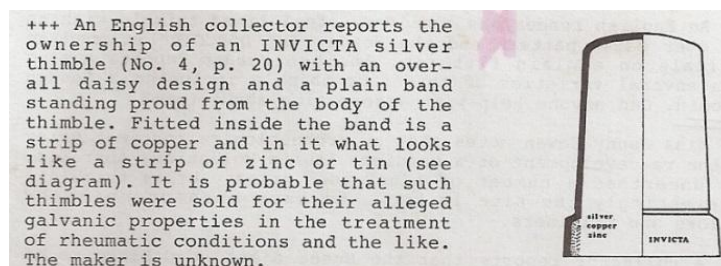 +++ An English collector reports the
ownership of an INVICTA silver
thimble (No. 4, p. 20) with an over-
all daisy design and a plain band
standing proud from the body of the
thimble. Fitted inside the band is a
strip of copper and in it what looks
like a strip of zinc or tin (see
diagram). It is probable that such
thimbles were sold for their alleged
galvanic properties in the treatment
of rheumatic conditions and the like.
The maker is unknown.
silver
copper
zinc
INVICTA